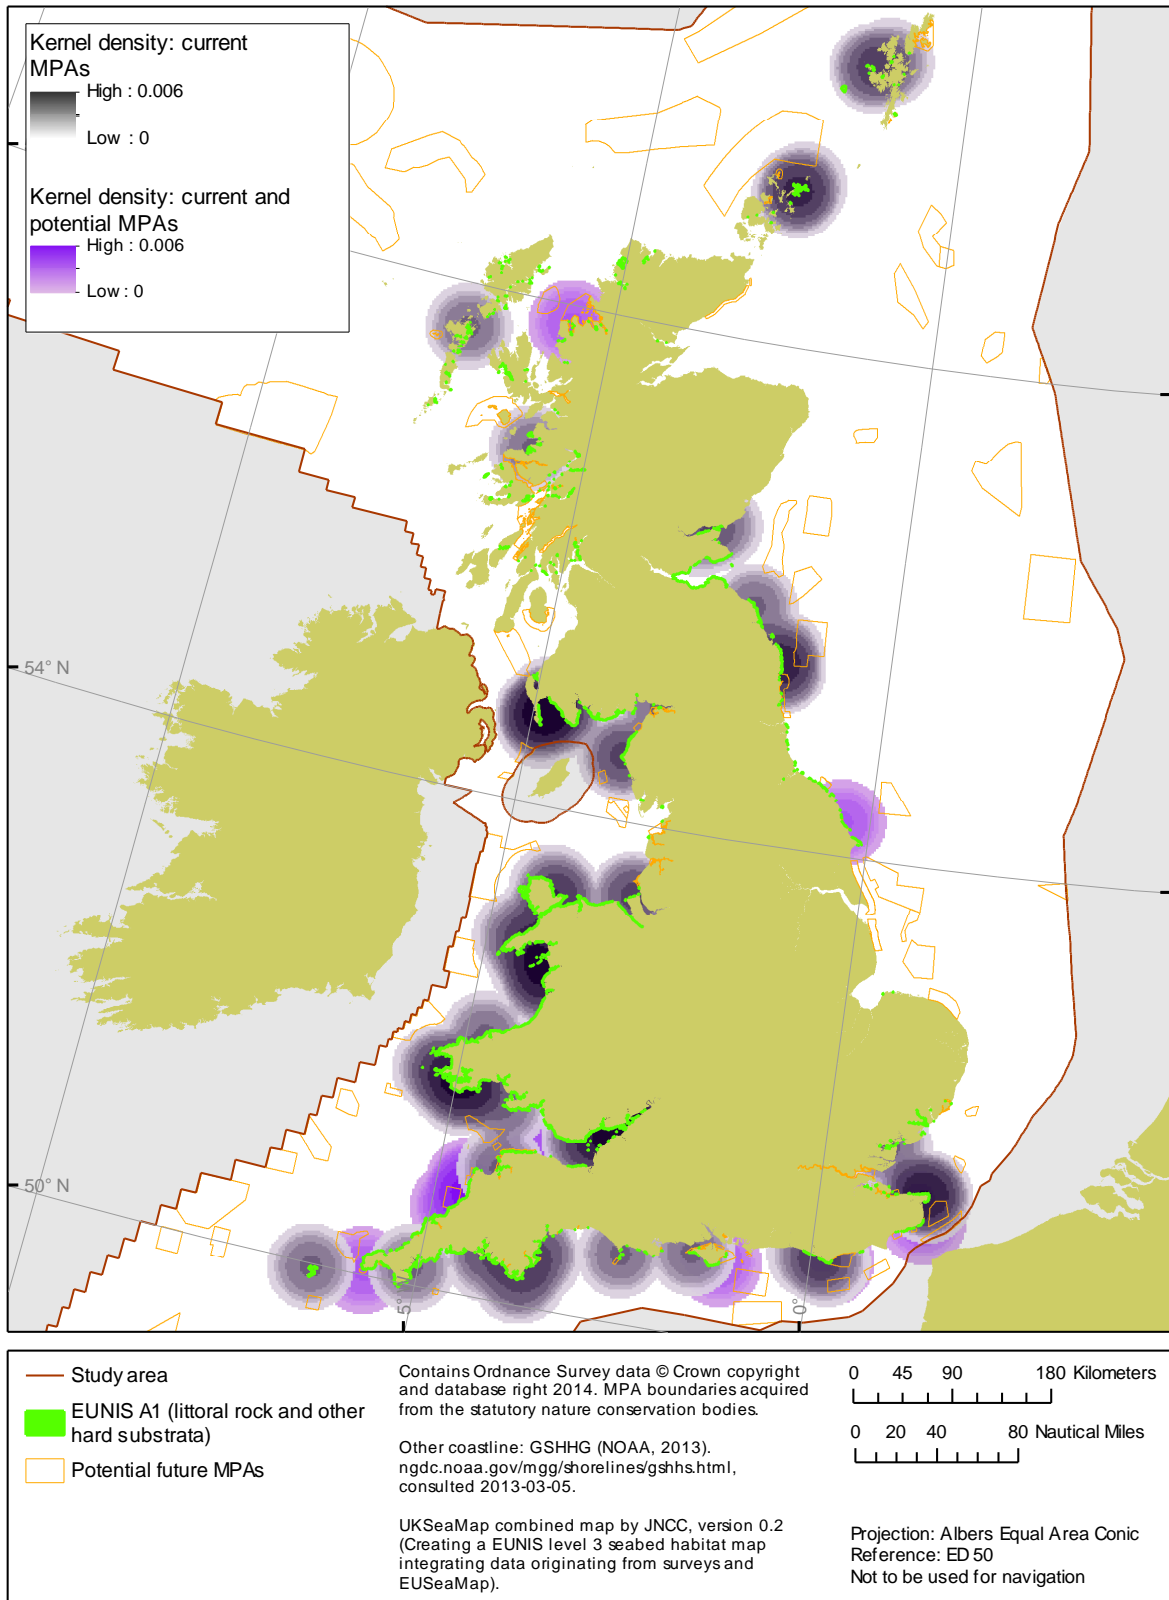 Kernel density: current
MPAs
High : 0.006
Low : 0
Kernel density: current and
potential MPAs
High : 0.006
Low : 0
54° N
50° N
5°
0°
Study area
EUNIS A1 (littoral rock and other
hard substrata)
Potential future MPAs
Contains Ordnance Survey data © Crown copyright
and database right 2014. MPA boundaries acquired
from the statutory nature conservation bodies.
Other coastline: GSHHG (NOAA, 2013).
ngdc.noaa.gov/mgg/shorelines/gshhs.html,
consulted 2013-03-05.
UKSeaMap combined map by JNCC, version 0.2
(Creating a EUNIS level 3 seabed habitat map
integrating data originating from surveys and
EUSeaMap).
0 45 90 180 Kilometers
0 20 40 80 Nautical Miles
Projection: Albers Equal Area Conic
Reference: ED50
Not to be used for navigation